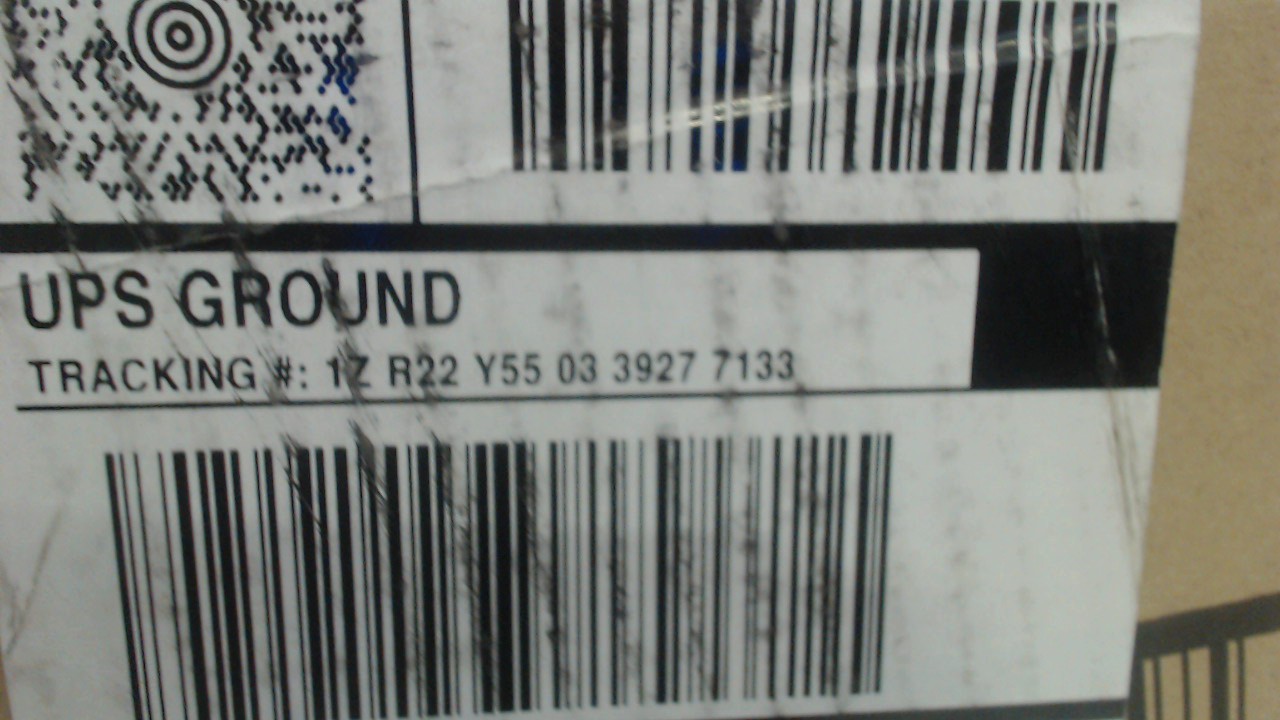 UPS GROUND
TRACKING #: 1Z R22 Y55 03 3927 7133